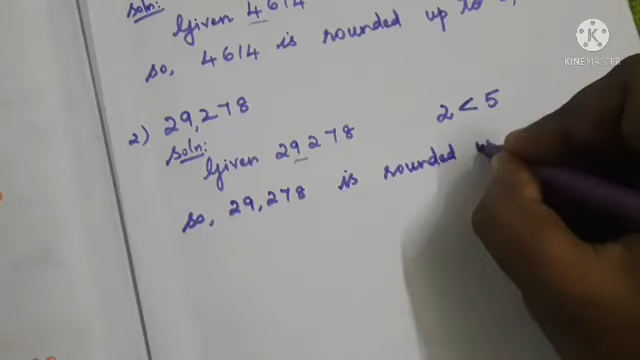 Soln:
Given 4614
So, 4614 is rounded up to
2) 29,278
Soln:
Given 29278 2 < 5
So, 29,278 is rounded
KINEMASTER